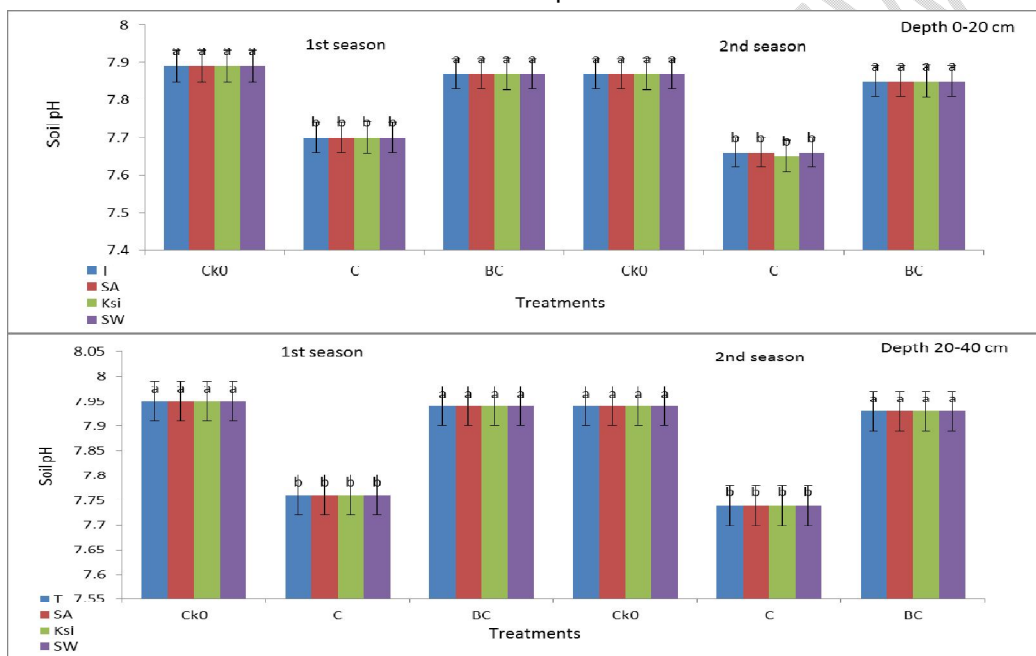 Depth 0-20 cm
1st season
2nd season
Soil pH
8
7.9
7.8
7.7
7.6
7.5
7.4
a a a a
b b b b
a a a a
a a a a
b b b b
a a a a
Ck0 C BC Ck0 C BC
Treatments
T
SA
Ksi
SW
Depth 20-40 cm
1st season
2nd season
Soil pH
8.05
8
7.95
7.9
7.85
7.8
7.75
7.7
7.65
7.6
7.55
a a a a
b b b b
a a a a
a a a a
b b b b
a a a a
Ck0 C BC Ck0 C BC
Treatments
T
SA
Ksi
SW